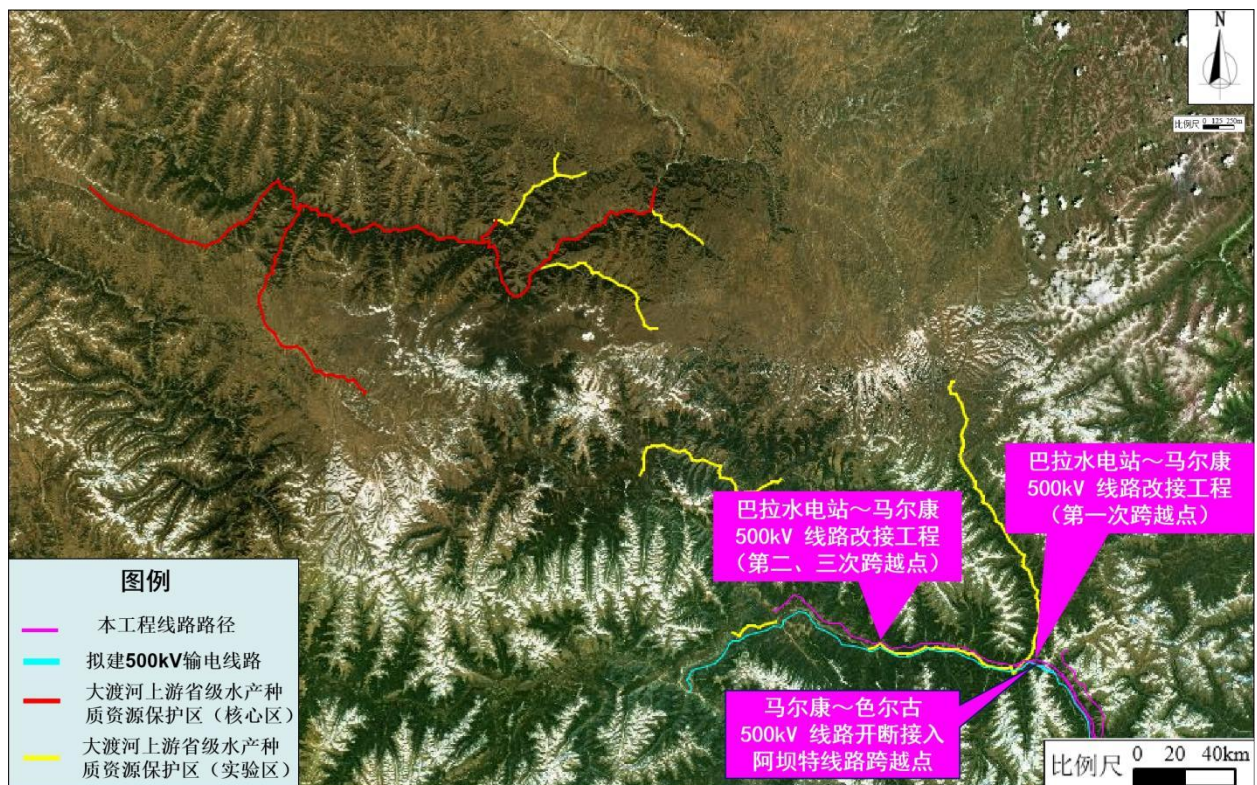 N
比例尺 0 125 250m
巴拉水电站～马尔康
500kV 线路改接工程
（第一次跨越点）
巴拉水电站～马尔康
500kV 线路改接工程
（第二、三次跨越点）
马尔康～色尔古
500kV 线路开断接入
阿坝特线路跨越点
图例
本工程线路路径
拟建500kV输电线路
大渡河上游省级水产种
质资源保护区（核心区）
大渡河上游省级水产种
质资源保护区（实验区）
比例尺 0 20 40km